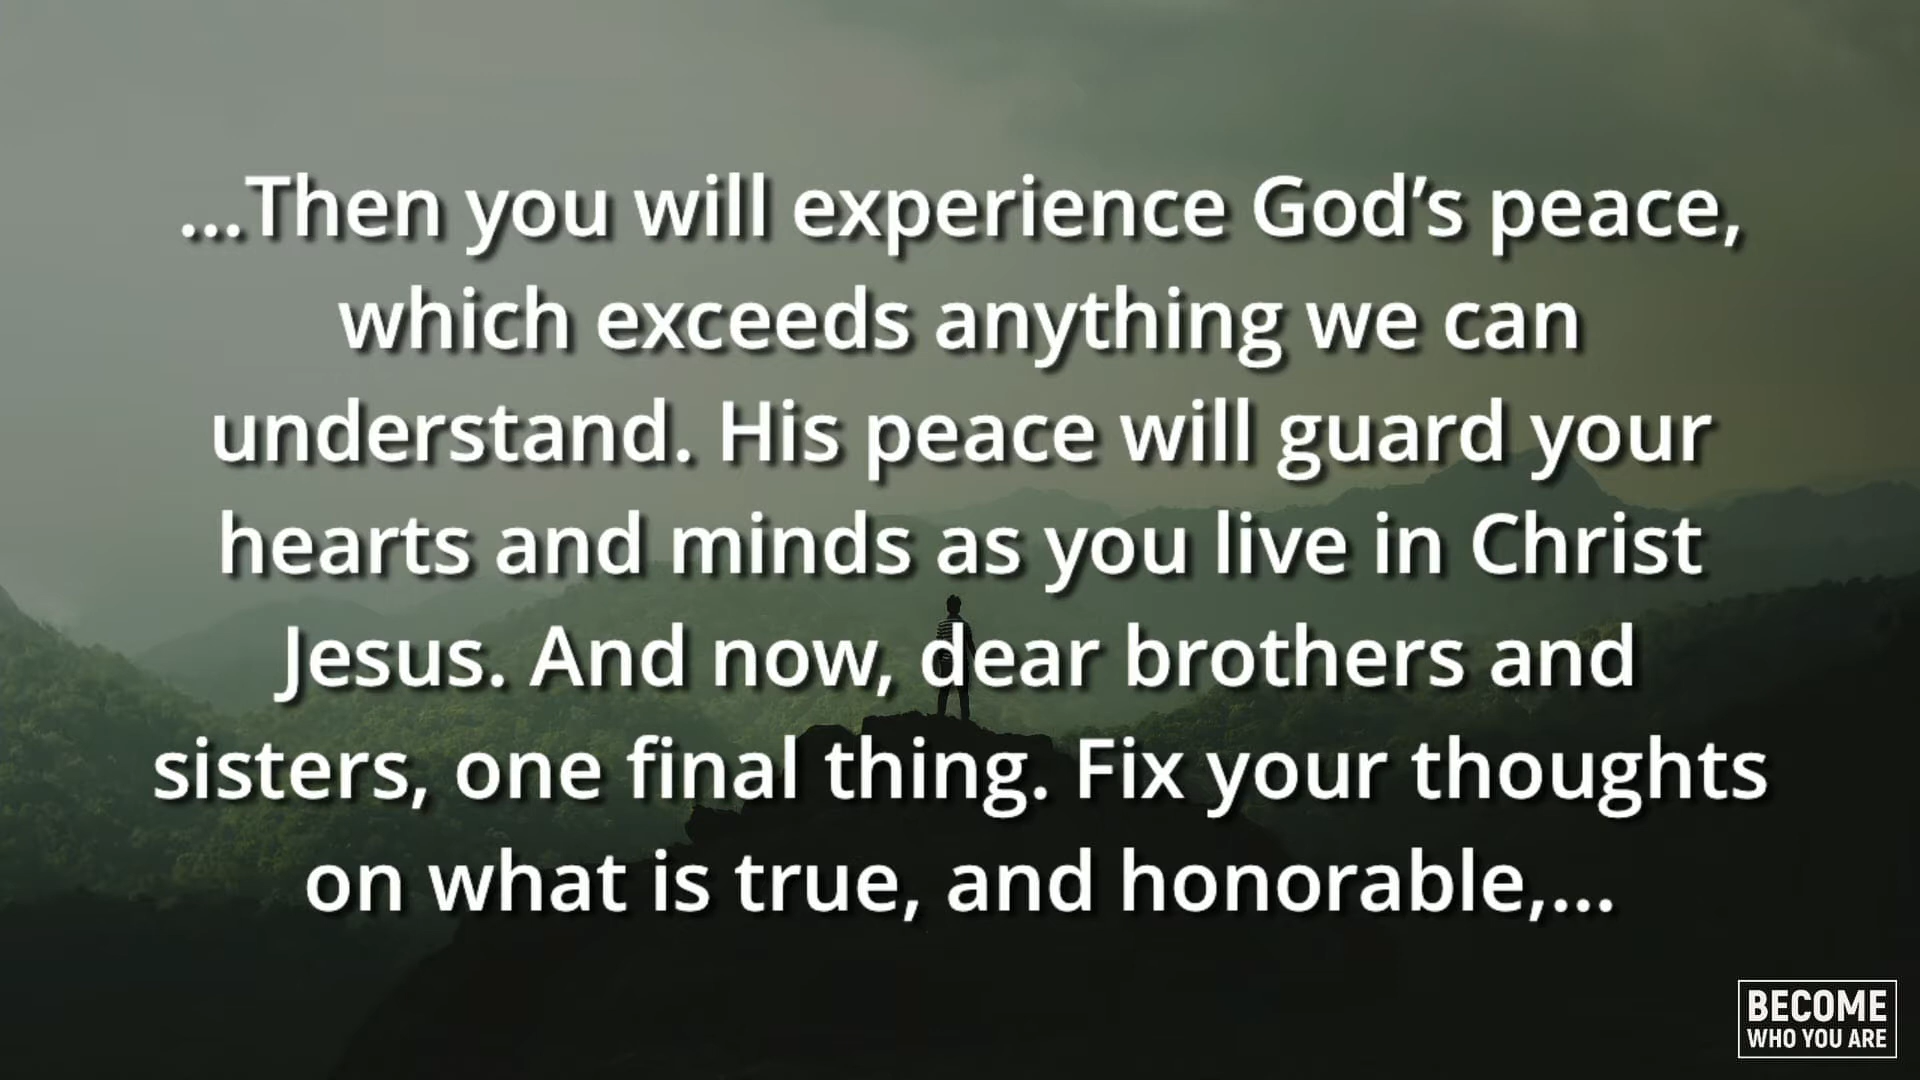 ...Then you will experience God’s peace,
which exceeds anything we can
understand. His peace will guard your
hearts and minds as you live in Christ
Jesus. And now, dear brothers and
sisters, one final thing. Fix your thoughts
on what is true, and honorable,...
BECOME
WHO YOU ARE